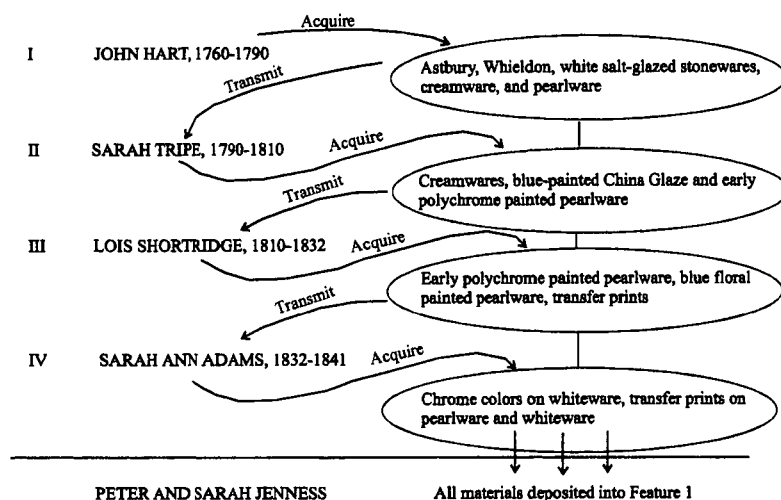 Acquire
I JOHN HART, 1760-1790
Astbury, Whieldon, white salt-glazed stonewares,
creamware, and pearlware
Transmit
II SARAH TRIPE, 1790-1810
Acquire
Creamwares, blue-painted China Glaze and early
polychrome painted pearlware
Transmit
III LOIS SHORTRIDGE, 1810-1832
Acquire
Early polychrome painted pearlware, blue floral
painted pearlware, transfer prints
Transmit
IV SARAH ANN ADAMS, 1832-1841
Acquire
Chrome colors on whiteware, transfer prints on
pearlware and whiteware
PETER AND SARAH JENNESS All materials deposited into Feature 1